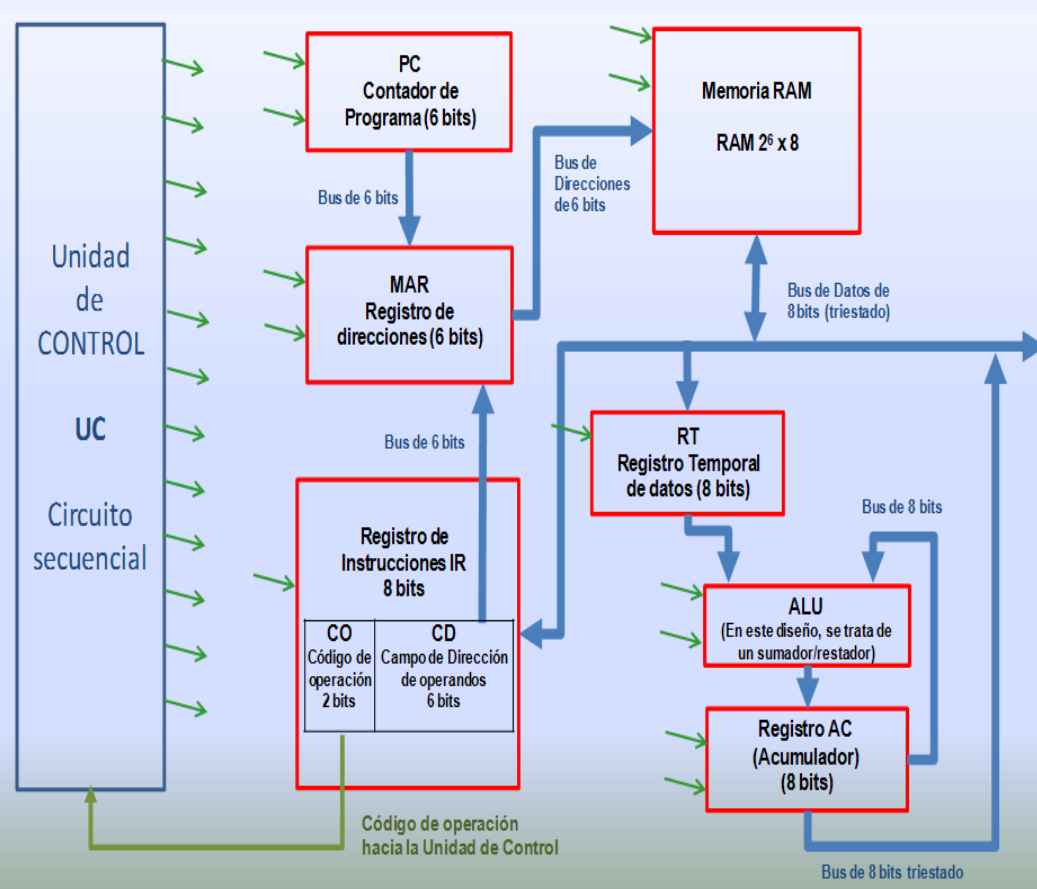 Unidad
de
CONTROL
UC
Circuito
secuencial
PC
Contador de
Programa (6 bits)
Bus de 6 bits
MAR
Registro de
direcciones (6 bits)
Bus de 6 bits
Registro de
Instrucciones IR
8 bits
CO
Código de
operación
2 bits
CD
Campo de Dirección
de operandos
6 bits
Código de operación
hacia la Unidad de Control
Memoria RAM
RAM 2⁶ x 8
Bus de
Direcciones
de 6 bits
Bus de Datos de
8 bits (triestado)
RT
Registro Temporal
de datos (8 bits)
Bus de 8 bits
ALU
(En este diseño, se trata de
un sumador/restador)
Registro AC
(Acumulador)
(8 bits)
Bus de 8 bits triestado